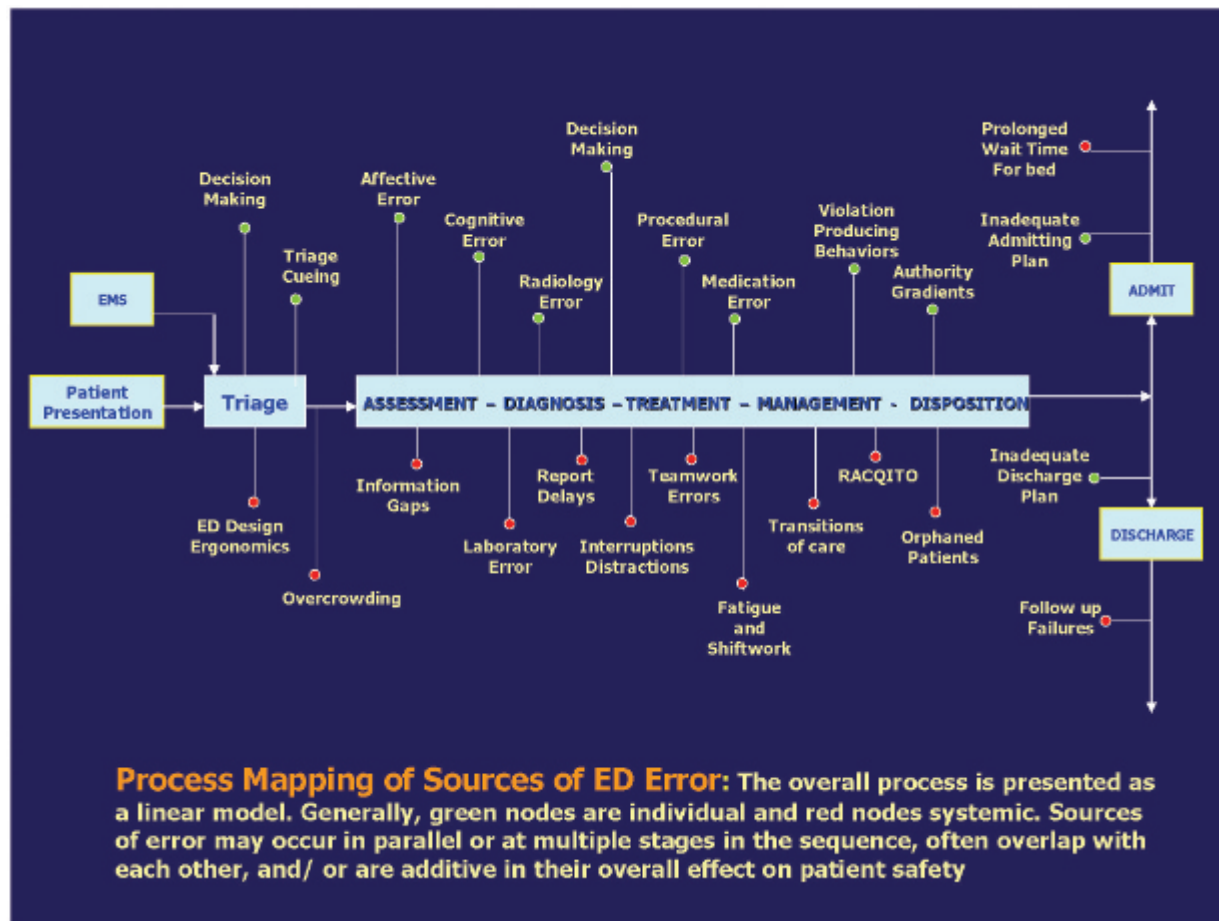 Decision
Making
Prolonged
Wait Time
For bed
Decision
Making
Affective
Error
Cognitive
Error
Procedural
Error
Violation
Producing
Behaviors
Inadequate
Admitting
Plan
Triage
Cueing
Radiology
Error
Medication
Error
Authority
Gradients
EMS
ADMIT
Patient
Presentation
Triage
ASSESSMENT – DIAGNOSIS – TREATMENT – MANAGEMENT - DISPOSITION
Information
Gaps
Report
Delays
Teamwork
Errors
RACQITO
Inadequate
Discharge
Plan
ED Design
Ergonomics
Laboratory
Error
Interruptions
Distractions
Transitions
of care
Orphaned
Patients
DISCHARGE
Overcrowding
Fatigue
and
Shiftwork
Follow up
Failures
Process Mapping of Sources of ED Error: The overall process is presented as
a linear model. Generally, green nodes are individual and red nodes systemic. Sources
of error may occur in parallel or at multiple stages in the sequence, often overlap with
each other, and/ or are additive in their overall effect on patient safety